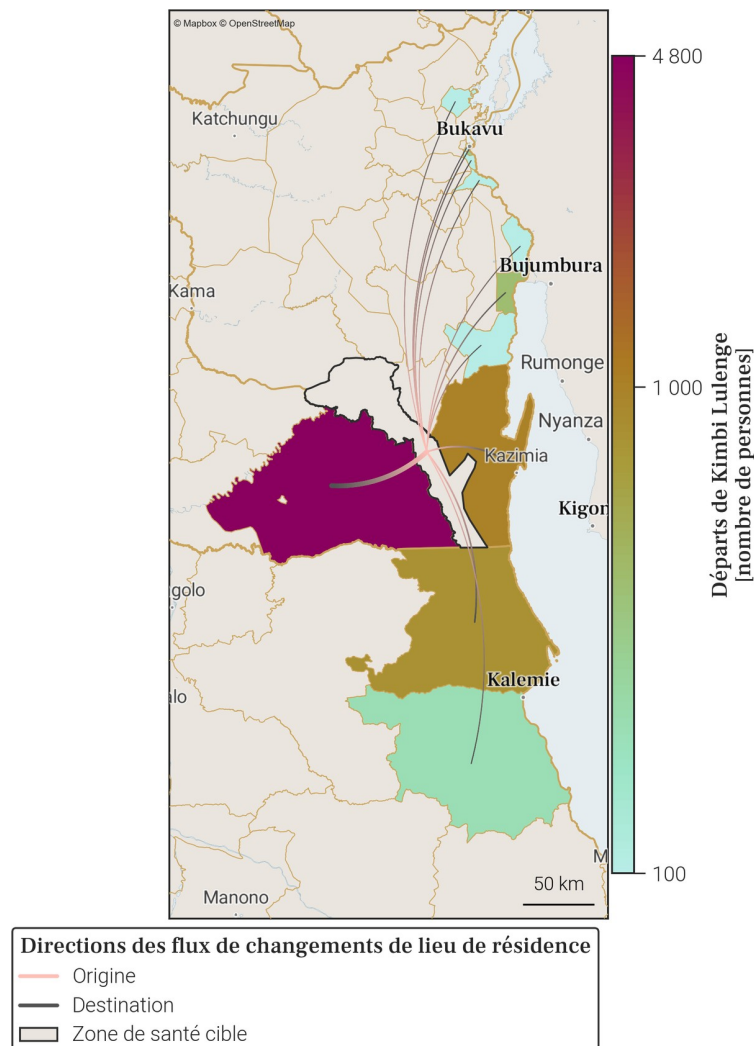 © Mapbox © OpenStreetMap
4 800
Katchungu
Bukavu
Bujumbura
Kama
Rumonge
1 000
Nyanza
Kazimia
Kigor
golo
Kalemie
alo
M
100
50 km
Manono
Départs de Kimbi Lulenge
[nombre de personnes]
Directions des flux de changements de lieu de résidence
Origine
Destination
Zone de santé cible